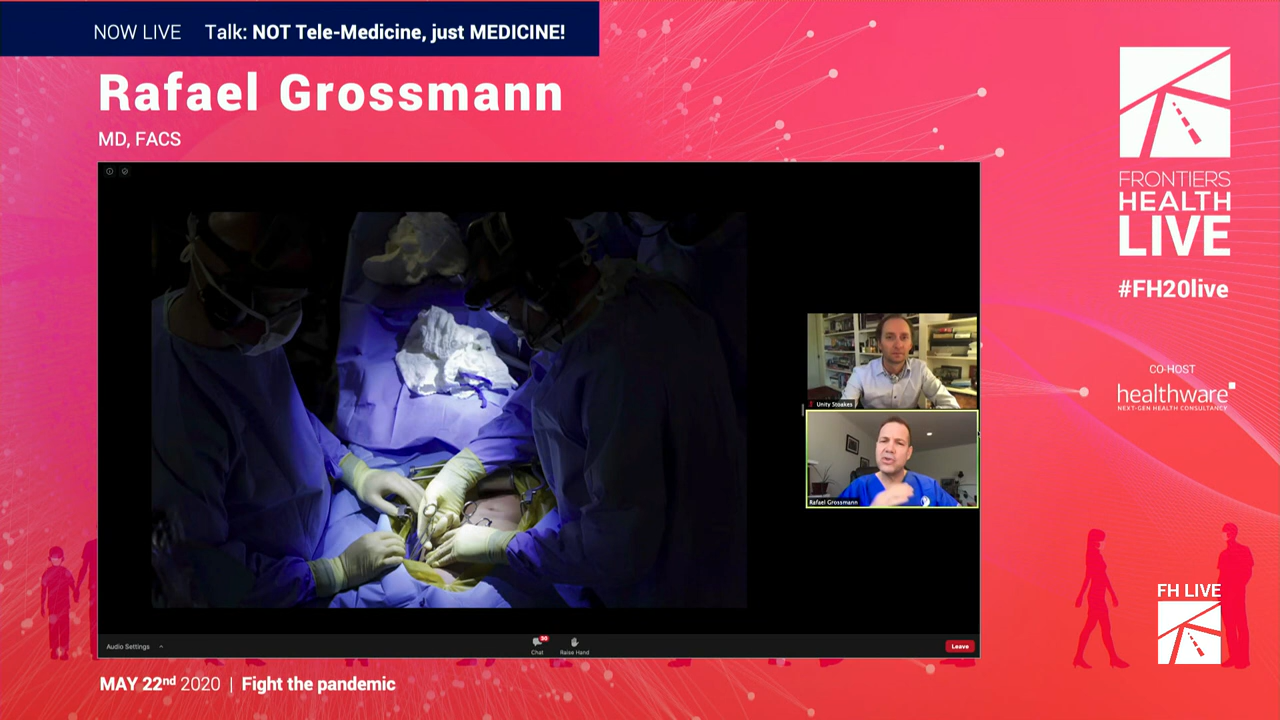 NOW LIVE Talk: NOT Tele-Medicine, just MEDICINE!
Rafael Grossmann
MD, FACS
FRONTIERS
HEALTH
LIVE
#FH20live
CO-HOST
healthware
NEXT-GEN HEALTH CONSULTANCY
Unity Stoakes
Rafael Grossmann
FH LIVE
Audio Settings
30
Chat
Raise Hand
Leave
MAY 22nd 2020 | Fight the pandemic